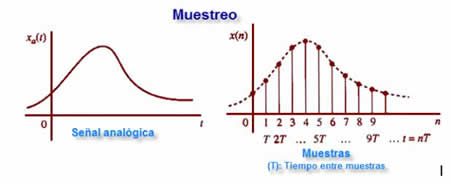 Muestreo
xa(t)
0
t
Señal analógica
x(n)
0 1 2 3 4 5 6 7 8 9 n
T 2T ... 5T ... 9T ... t = nT
Muestras
(T): Tiempo entre muestras